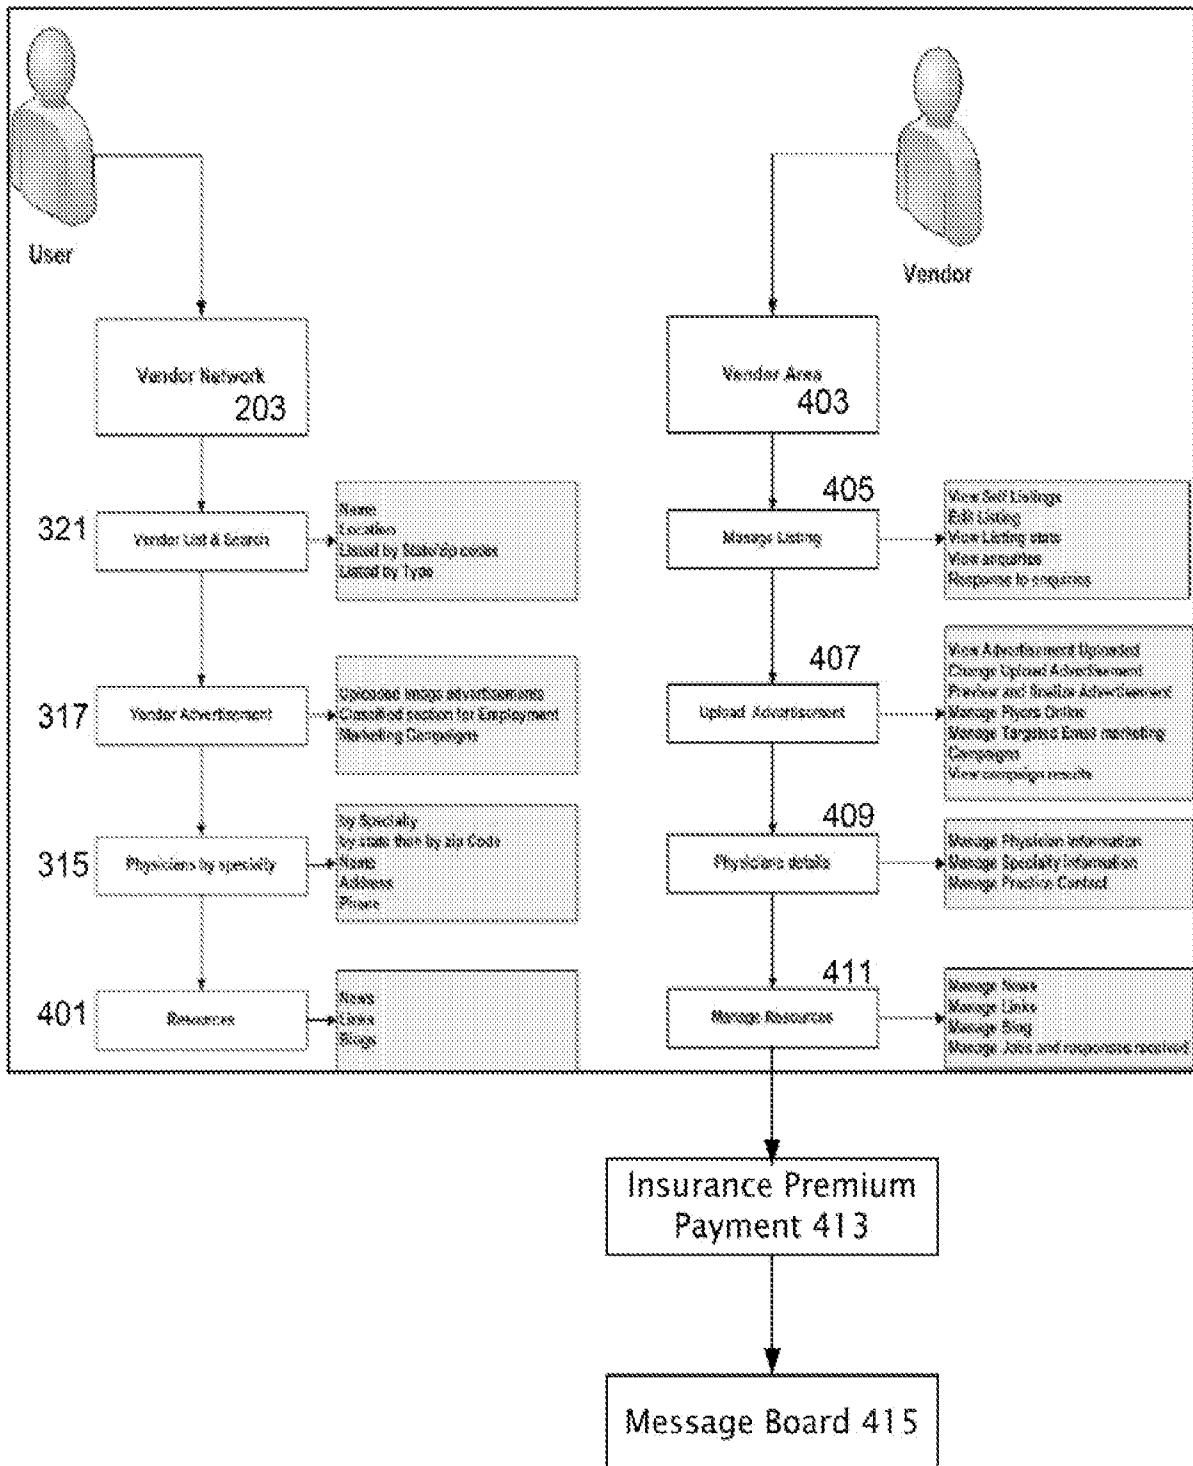 User
Vendor
Vendor Network
203
Vendor Area
403
321
Vendor List & Search
Name
Location
Listed by State/zip codes
Listed by Type
405
Manage Listing
View Self Listings
Edit Listing
View Listing stats
View enquiries
Response to enquiries
317
Vendor Advertisement
Uploaded image advertisements
Classified section for Employment
Marketing Campaigns
407
Upload Advertisement
View Advertisement Uploaded
Change Upload Advertisement
Preview and finalize Advertisement
Manage Flyers Online
Manage Targeted Email marketing
Campaigns
View campaign results
315
Physicians by specialty
by Specialty
by state then by zip Code
Name
Address
Phone
409
Physicians details
Manage Physician Information
Manage Specialty Information
Manage Practice Contact
401
Resources
News
Links
Blogs
411
Manage Resources
Manage News
Manage Links
Manage Blog
Manage Jobs and responses received
Insurance Premium
Payment 413
Message Board 415